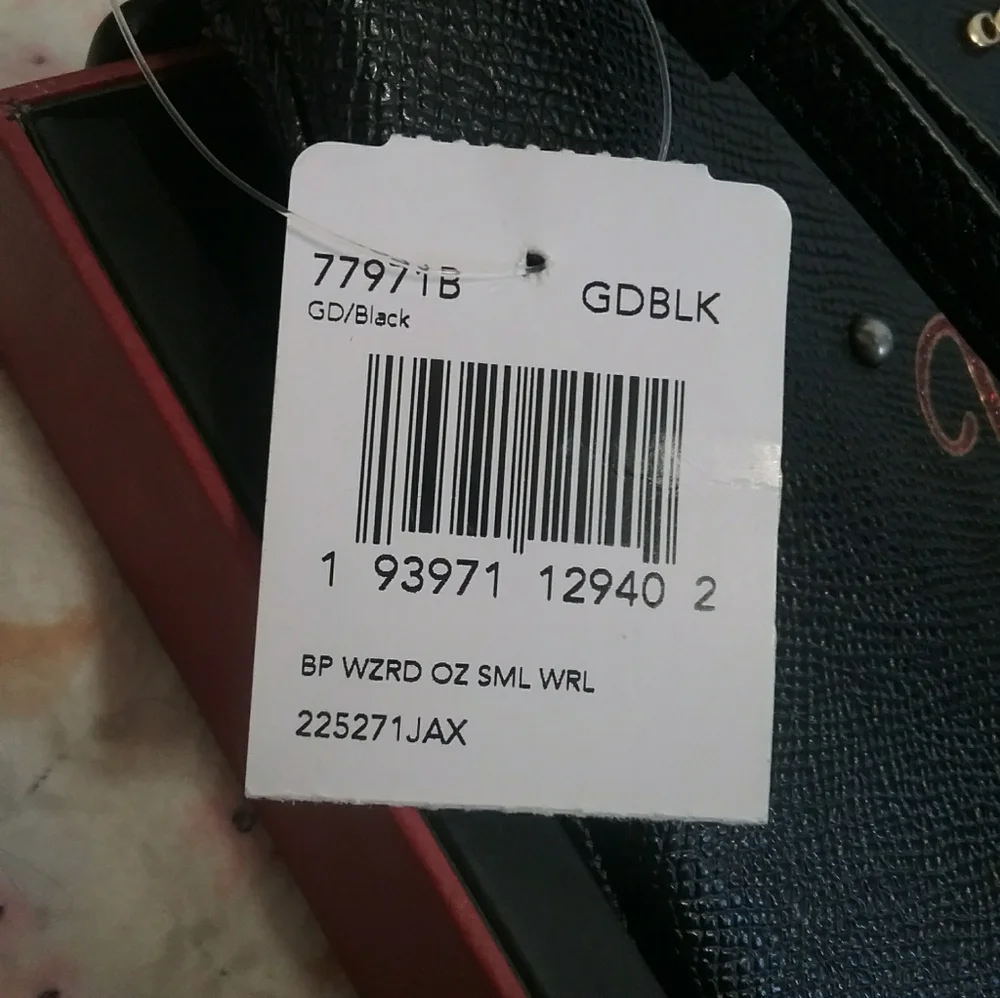 77971B GDBLK
GD/Black
1 93971 12940 2
BP WZRD OZ SML WRL
225271JAX